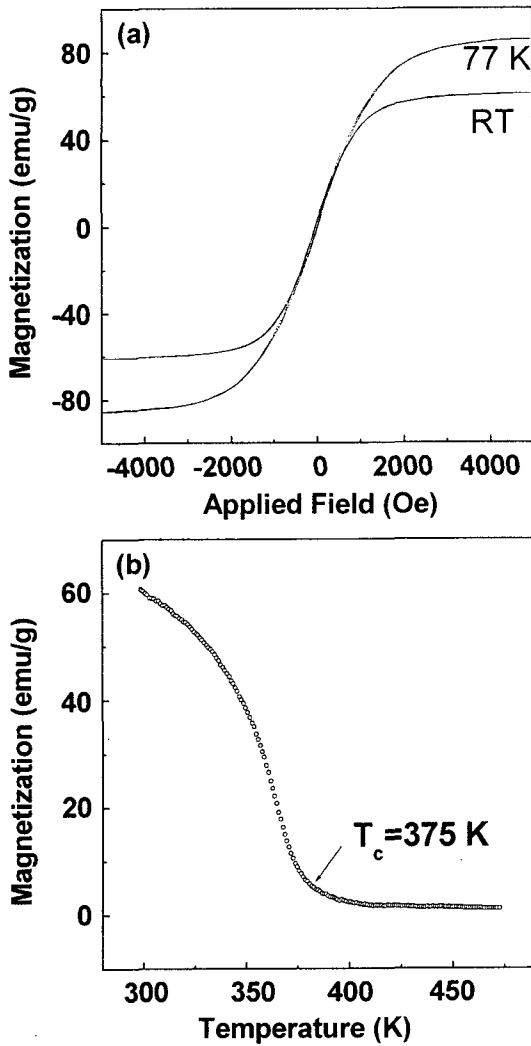 (a)
80
40
0
-40
-80
Magnetization (emu/g)
77 K
RT
-4000 -2000 0 2000 4000
Applied Field (Oe)
(b)
60
40
20
0
Magnetization (emu/g)
Tc=375 K
300 350 400 450
Temperature (K)